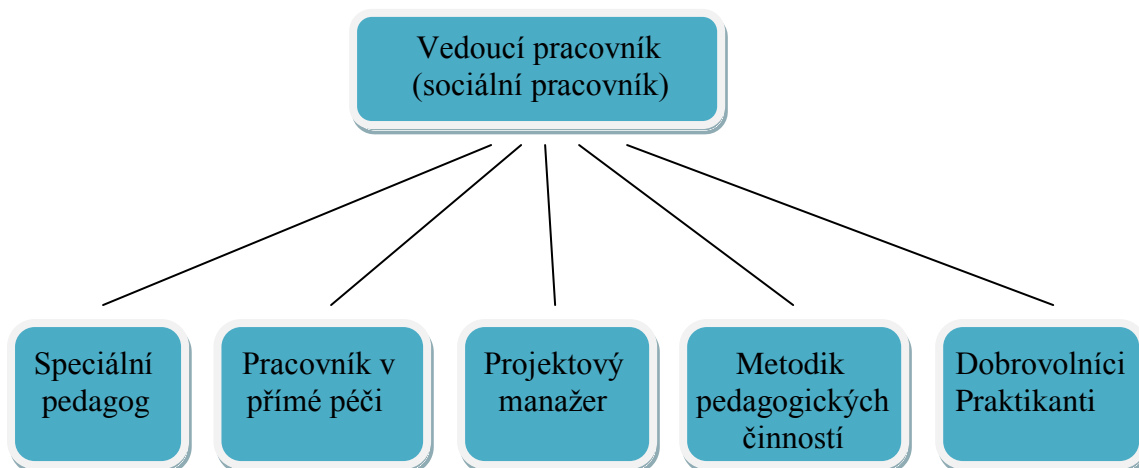 Vedoucí pracovník
(sociální pracovník)
Speciální
pedagog
Pracovník v
přímé péči
Projektový
manažer
Metodik
pedagogických
činností
Dobrovolníci
Praktikanti